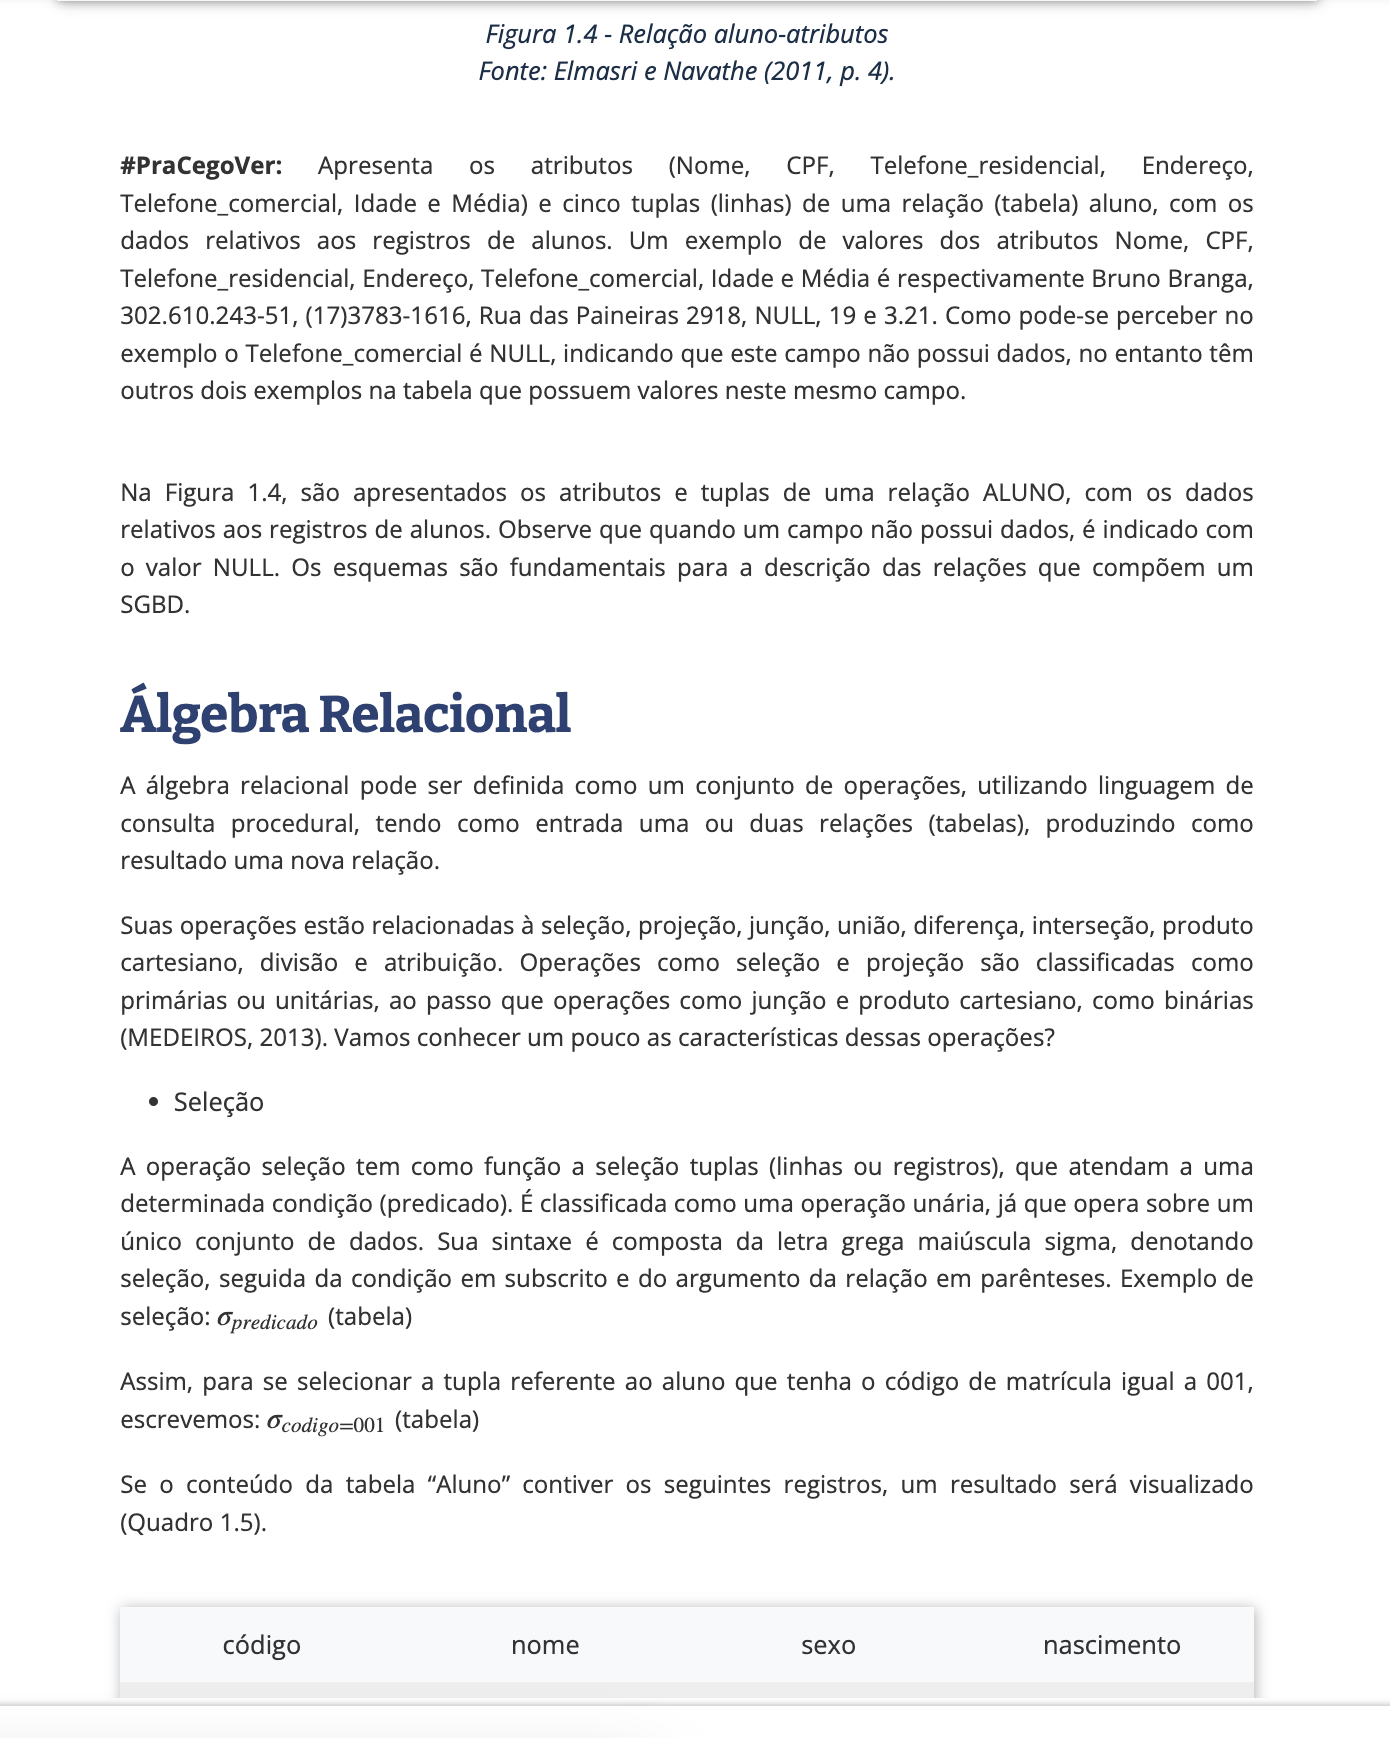 Figura 1.4 - Relação aluno-atributos
Fonte: Elmasri e Navathe (2011, p. 4).
#PraCegoVer: Apresenta os atributos (Nome, CPF, Telefone_residencial, Endereço,
Telefone_comercial, Idade e Média) e cinco tuplas (linhas) de uma relação (tabela) aluno, com os
dados relativos aos registros de alunos. Um exemplo de valores dos atributos Nome, CPF,
Telefone_residencial, Endereço, Telefone_comercial, Idade e Média é respectivamente Bruno Branga,
302.610.243-51, (17)3783-1616, Rua das Paineiras 2918, NULL, 19 e 3.21. Como pode-se perceber no
exemplo o Telefone_comercial é NULL, indicando que este campo não possui dados, no entanto têm
outros dois exemplos na tabela que possuem valores neste mesmo campo.
Na Figura 1.4, são apresentados os atributos e tuplas de uma relação ALUNO, com os dados
relativos aos registros de alunos. Observe que quando um campo não possui dados, é indicado com
o valor NULL. Os esquemas são fundamentais para a descrição das relações que compõem um
SGBD.
Álgebra Relacional
A álgebra relacional pode ser definida como um conjunto de operações, utilizando linguagem de
consulta procedural, tendo como entrada uma ou duas relações (tabelas), produzindo como
resultado uma nova relação.
Suas operações estão relacionadas à seleção, projeção, junção, união, diferença, interseção, produto
cartesiano, divisão e atribuição. Operações como seleção e projeção são classificadas como
primárias ou unitárias, ao passo que operações como junção e produto cartesiano, como binárias
(MEDEIROS, 2013). Vamos conhecer um pouco as características dessas operações?
• Seleção
A operação seleção tem como função a seleção tuplas (linhas ou registros), que atendam a uma
determinada condição (predicado). É classificada como uma operação unária, já que opera sobre um
único conjunto de dados. Sua sintaxe é composta da letra grega maiúscula sigma, denotando
seleção, seguida da condição em subscrito e do argumento da relação em parênteses. Exemplo de
seleção: σpredicado (tabela)
Assim, para se selecionar a tupla referente ao aluno que tenha o código de matrícula igual a 001,
escrevemos: σcodigo=001 (tabela)
Se o conteúdo da tabela “Aluno” contiver os seguintes registros, um resultado será visualizado
(Quadro 1.5).
código nome sexo nascimento